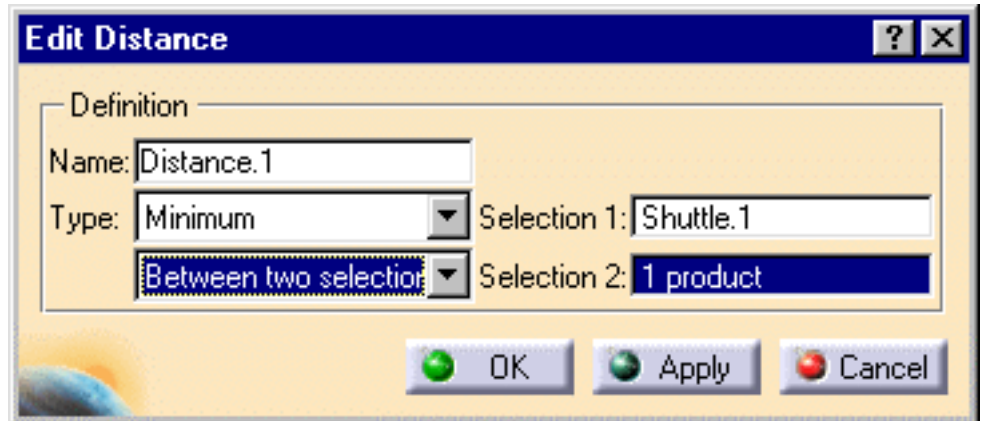 Edit Distance ? X
Definition
Name: Distance.1
Type: Minimum Selection 1: Shuttle.1
Between two selection Selection 2: 1 product
OK Apply Cancel